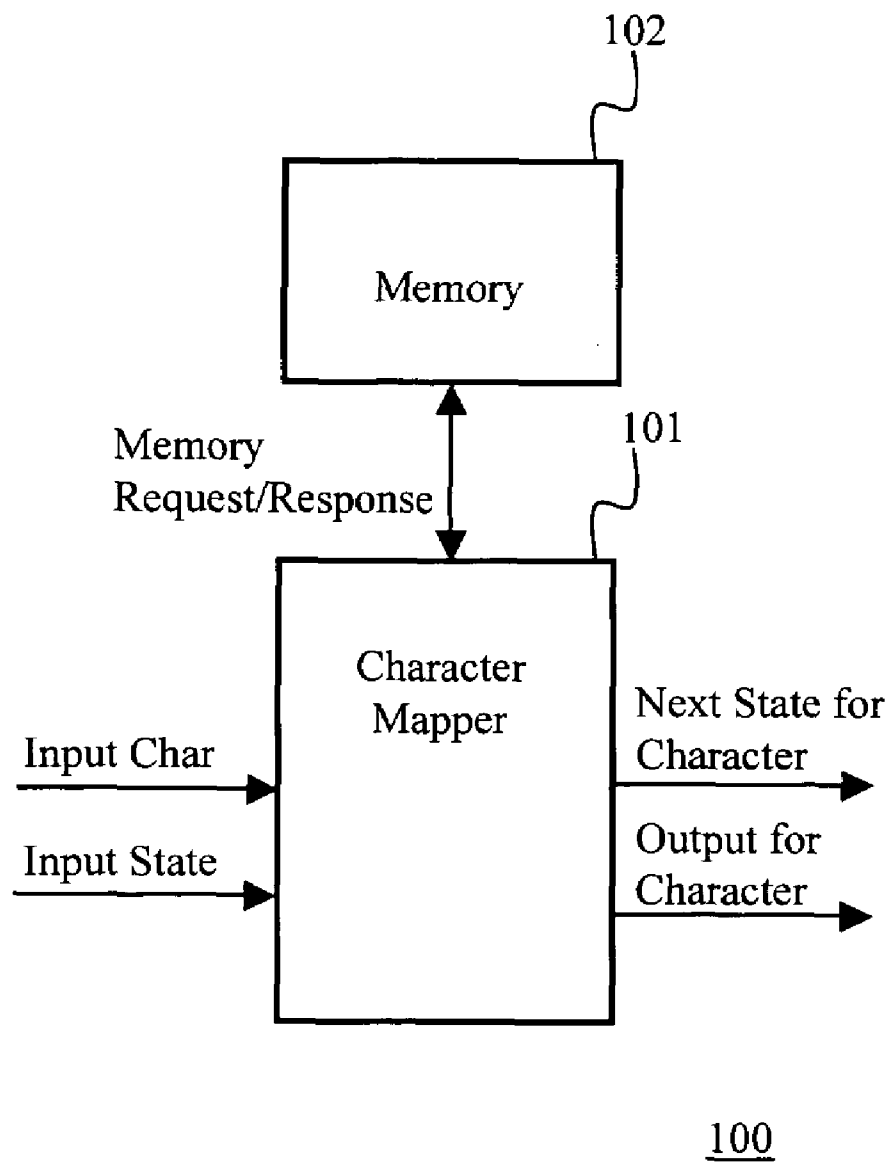 102
Memory
101
Memory
Request/Response
Character
Mapper
Next State for
Character
Input Char
Output for
Character
Input State
100